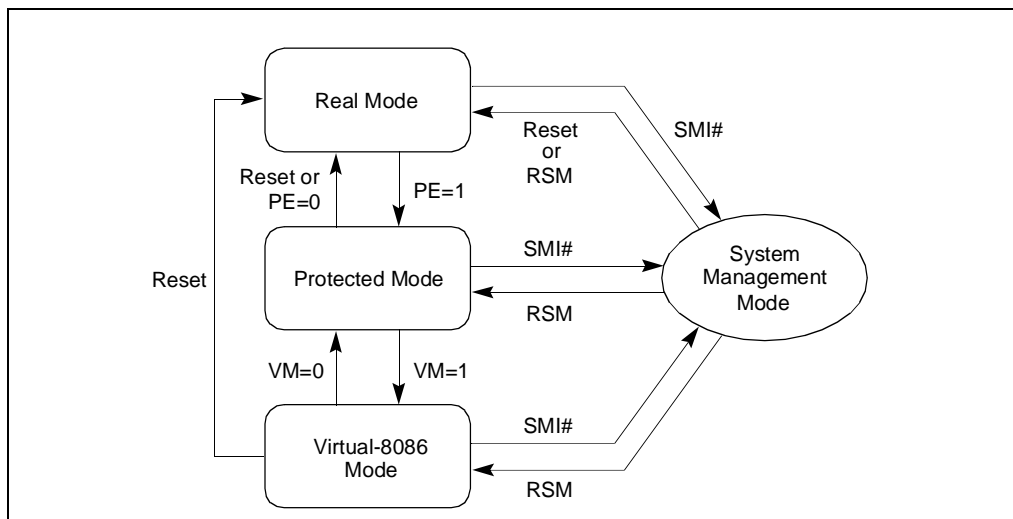 Real Mode
SMI#
Reset
or
RSM
Reset or
PE=0
PE=1
Reset
Protected Mode
SMI#
RSM
System
Management
Mode
VM=0
VM=1
Virtual-8086
Mode
SMI#
RSM